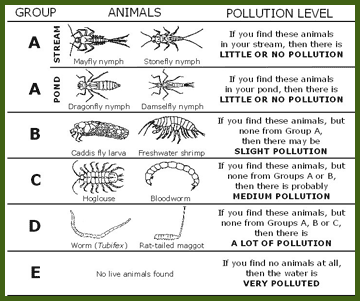 GROUP ANIMALS POLLUTION LEVEL
A STREAM
Mayfly nymph Stonefly nymph
If you find these animals
in your stream, then there is
LITTLE OR NO POLLUTION
A POND
Dragonfly nymph Damselfly nymph
If you find these animals
in your pond, then there is
LITTLE OR NO POLLUTION
B
Caddis fly larva Freshwater shrimp
If you find these animals, but
none from Group A,
then there may be
SLIGHT POLLUTION
C
Hoglouse Bloodworm
If you find these animals, but
none from Groups A or B,
then there is probably
MEDIUM POLLUTION
D
Worm (Tubifex) Rat-tailed maggot
If you find these animals, but
none from Groups A, B or C,
then there is
A LOT OF POLLUTION
E
No live animals found
If you find no animals at all,
then the water is
VERY POLLUTED